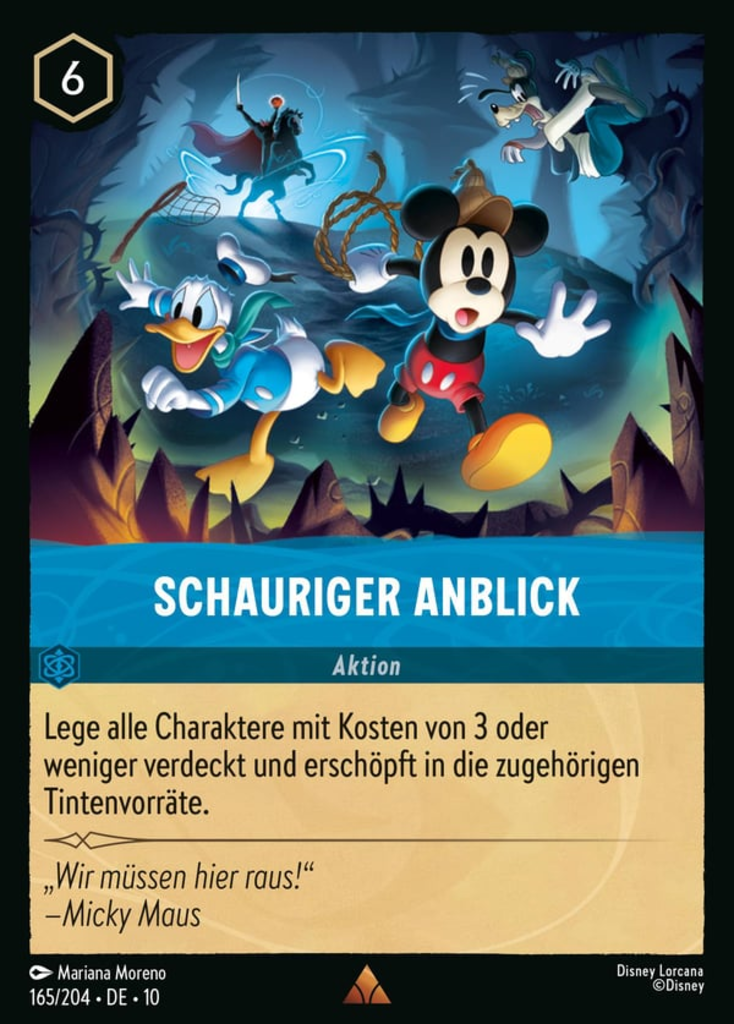 6
SCHAURIGER ANBLICK
Aktion
Lege alle Charaktere mit Kosten von 3 oder
weniger verdeckt und erschöpft in die zugehörigen
Tintenvorräte.
„Wir müssen hier raus!“
–Micky Maus
Mariana Moreno
165/204 • DE • 10
Disney Lorcana
©Disney